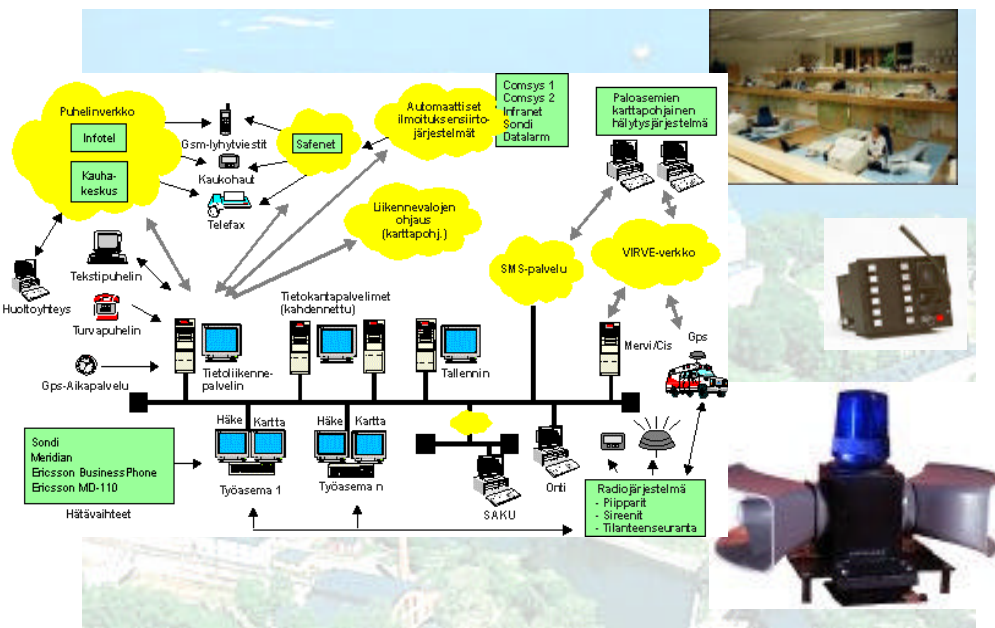 Puhelinverkko
Infotel
Kauha-
keskus
Gsm-lyhytviestit
Kaukohaut
Telefax
Safenet
Automaattiset
ilmoituksensiirto-
järjestelmät
Comsys 1
Comsys 2
Infranet
Sondi
Datalarm
Paloasemien
karttapohjainen
hälytysjärjestelmä
Liikennevalojen
ohjaus
(karttapohj.)
SMS-palvelu
VIRVE-verkko
Huoltoyhteys
Tekstipuhelin
Turvapuhelin
Gps-Aikapalvelu
Tietoliikenne-
palvelin
Tietokantapalvelimet
(kahdennettu)
Tallennin
Mervi/Cis
Gps
Sondi
Meridian
Ericsson BusinessPhone
Ericsson MD-110
Hätävaihteet
Häke Kartta
Työasema 1
Häke Kartta
Työasema n
SAKU
Onti
Radiojärjestelmä
- Piipparit
- Sireenit
- Tilanteenseuranta